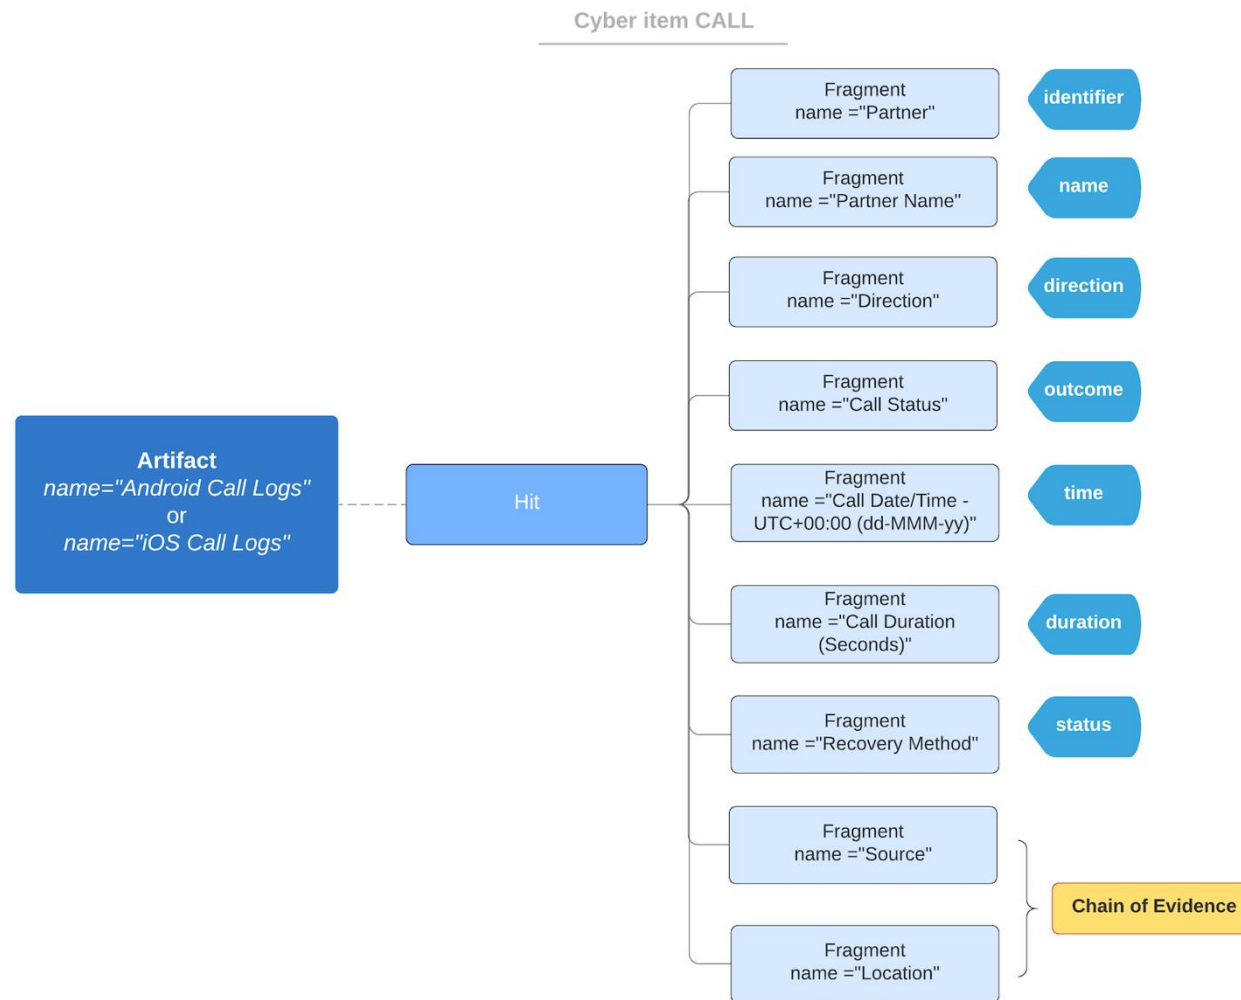 Cyber item CALL
Fragment
name ="Partner"
identifier
Fragment
name ="Partner Name"
name
Fragment
name ="Direction"
direction
Fragment
name ="Call Status"
outcome
Artifact
name="Android Call Logs"
or
name="iOS Call Logs"
Hit
Fragment
name ="Call Date/Time -
UTC+00:00 (dd-MMM-yy)"
time
Fragment
name ="Call Duration
(Seconds)"
duration
Fragment
name ="Recovery Method"
status
Fragment
name ="Source"
Chain of Evidence
Fragment
name ="Location"